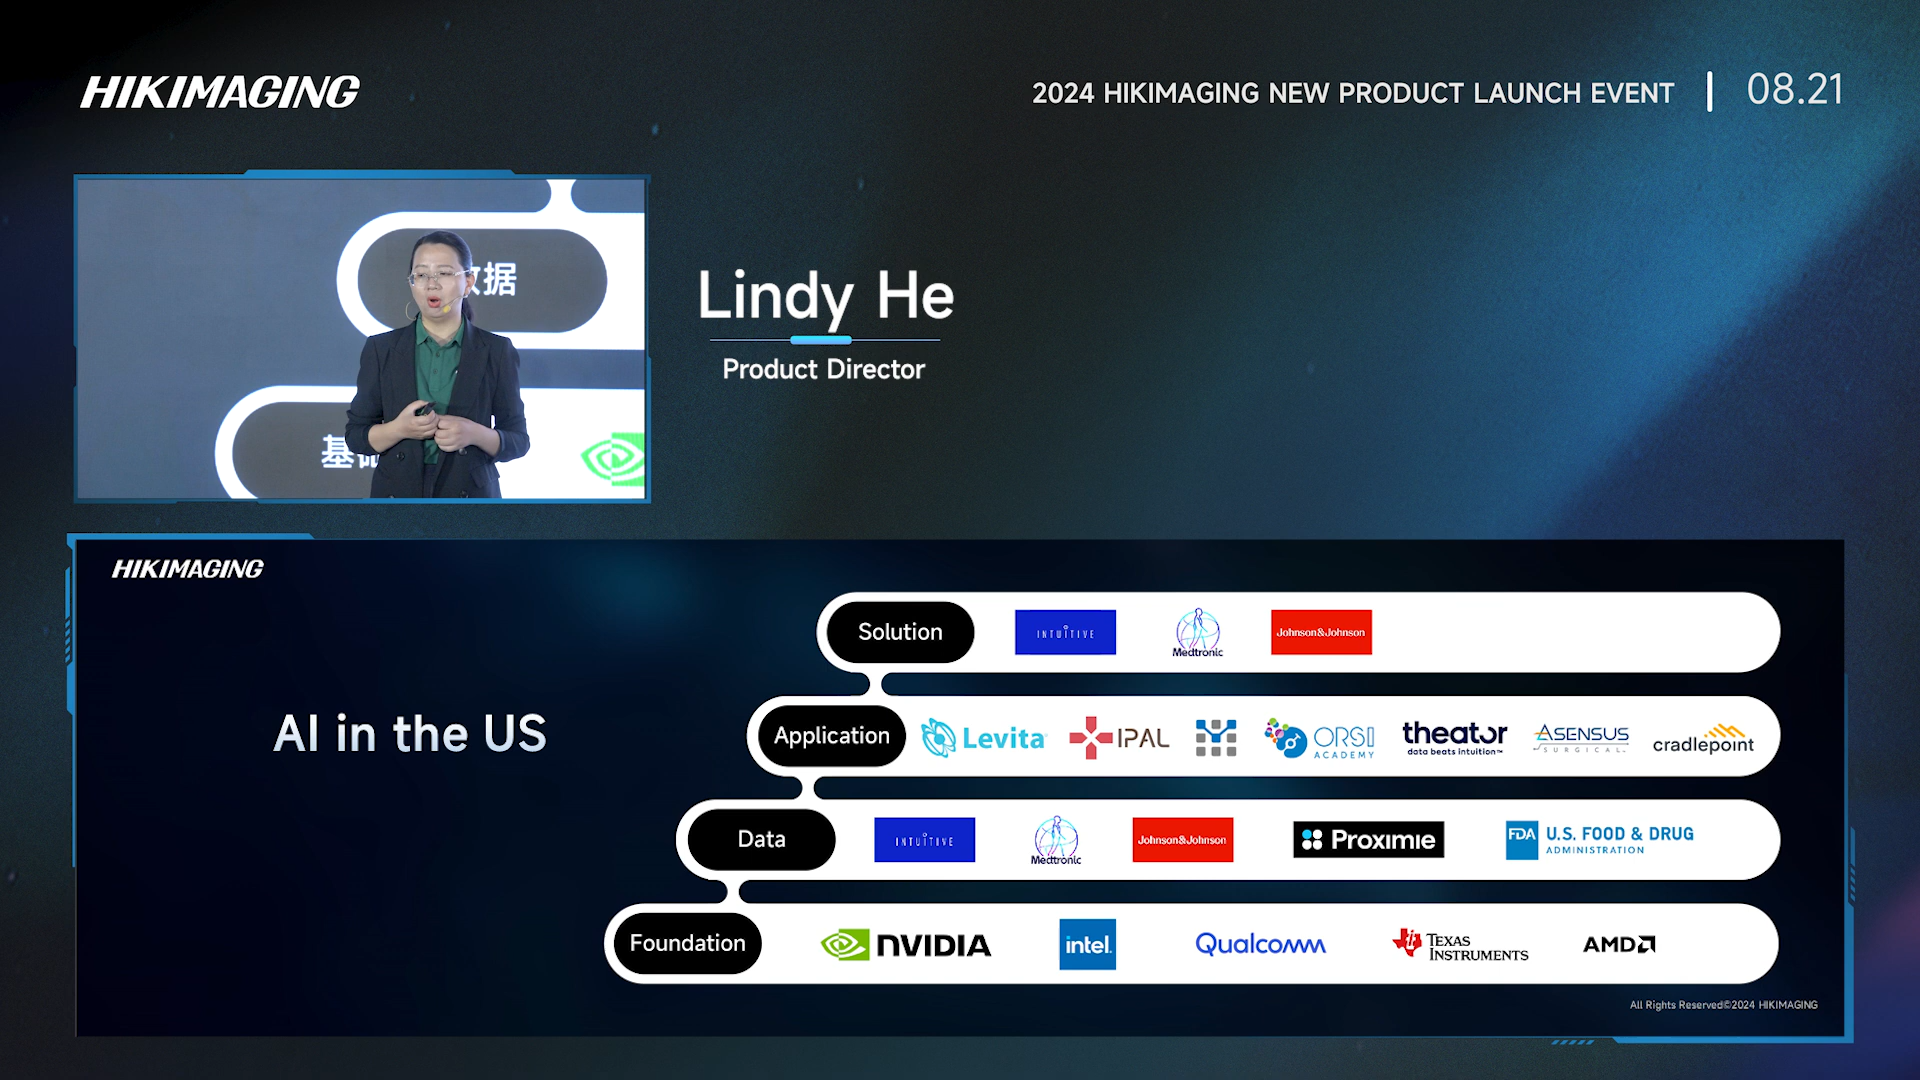 HIKIMAGING
2024 HIKIMAGING NEW PRODUCT LAUNCH EVENT
08.21
据
基
Lindy He
Product Director
HIKIMAGING
AI in the US
Solution
INTUITIVE
Medtronic
Johnson&Johnson
Application
Levita
IPAL
ORSI
ACADEMY
theator
data beats intuition™
ASENSUS
SURGICAL
cradlepoint
Data
INTUITIVE
Medtronic
Johnson&Johnson
Proximie
FDA
U.S. FOOD & DRUG
ADMINISTRATION
Foundation
NVIDIA
intel.
Qualcomm
TEXAS
INSTRUMENTS
AMD
All Rights Reserved©2024 HIKIMAGING